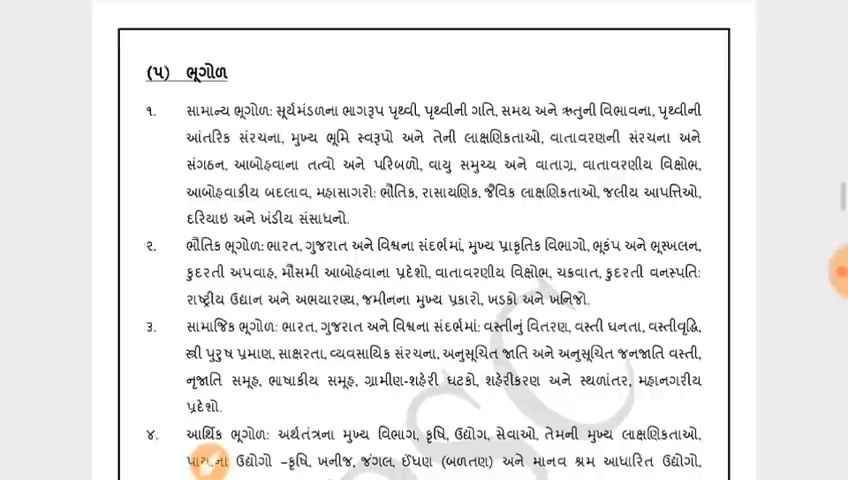 (૫) ભૂગોળ
૧. સામાન્ય ભૂગોળ: સૂર્યમંડળના ભાગરૂપ પૃથ્વી, પૃથ્વીની ગતિ, સમય અને ઋતુની વિભાવના, પૃથ્વીની
આંતરિક સંરચના, મુખ્ય ભૂમિ સ્વરૂપો અને તેની લાક્ષણિકતાઓ, વાતાવરણની સંરચના અને
સંગઠન, આબોહવાના તત્વો અને પરિબળો, વાયુ સમુચ્ય અને વાતાગ્ર, વાતાવરણીય વિક્ષોભ,
આબોહવાકીય બદલાવ, મહાસાગરો: ભૌતિક, રાસાયણિક, જૈવિક લાક્ષણિકતાઓ, જલીય આપત્તિઓ,
દરિયાઇ અને ખંડીય સંસાધનો.
૨. ભૌતિક ભૂગોળ: ભારત, ગુજરાત અને વિશ્વના સંદર્ભમાં, મુખ્ય પ્રાકૃતિક વિભાગો, ભૂકંપ અને ભૂસ્ખલન,
કુદરતી અપવાહ, મૌસમી આબોહવાના પ્રદેશો, વાતાવરણીય વિક્ષોભ, ચક્રવાત, કુદરતી વનસ્પતિ:
રાષ્ટ્રીય ઉદ્યાન અને અભયારણ્ય, જમીનના મુખ્ય પ્રકારો, ખડકો અને ખનિજો.
૩. સામાજિક ભૂગોળ: ભારત, ગુજરાત અને વિશ્વના સંદર્ભમાં: વસ્તીનું વિતરણ, વસ્તી ઘનતા, વસ્તીવૃદ્ધિ,
સ્ત્રી પુરુષ પ્રમાણ, સાક્ષરતા, વ્યવસાયિક સંરચના, અનુસૂચિત જાતિ અને અનુસૂચિત જનજાતિ વસ્તી,
નૃજાતિ સમૂહ, ભાષાકીય સમૂહ, ગ્રામીણ-શહેરી ઘટકો, શહેરીકરણ અને સ્થળાંતર, મહાનગરીય
પ્રદેશો.
૪. આર્થિક ભૂગોળ: અર્થતંત્રના મુખ્ય વિભાગ, કૃષિ, ઉદ્યોગ, સેવાઓ, તેમની મુખ્ય લાક્ષણિકતાઓ,
ઉદ્યોગો –કૃષિ, ખનીજ, જંગલ, ઈંધણ (બળતણ) અને માનવ શ્રમ આધારિત ઉદ્યોગો,